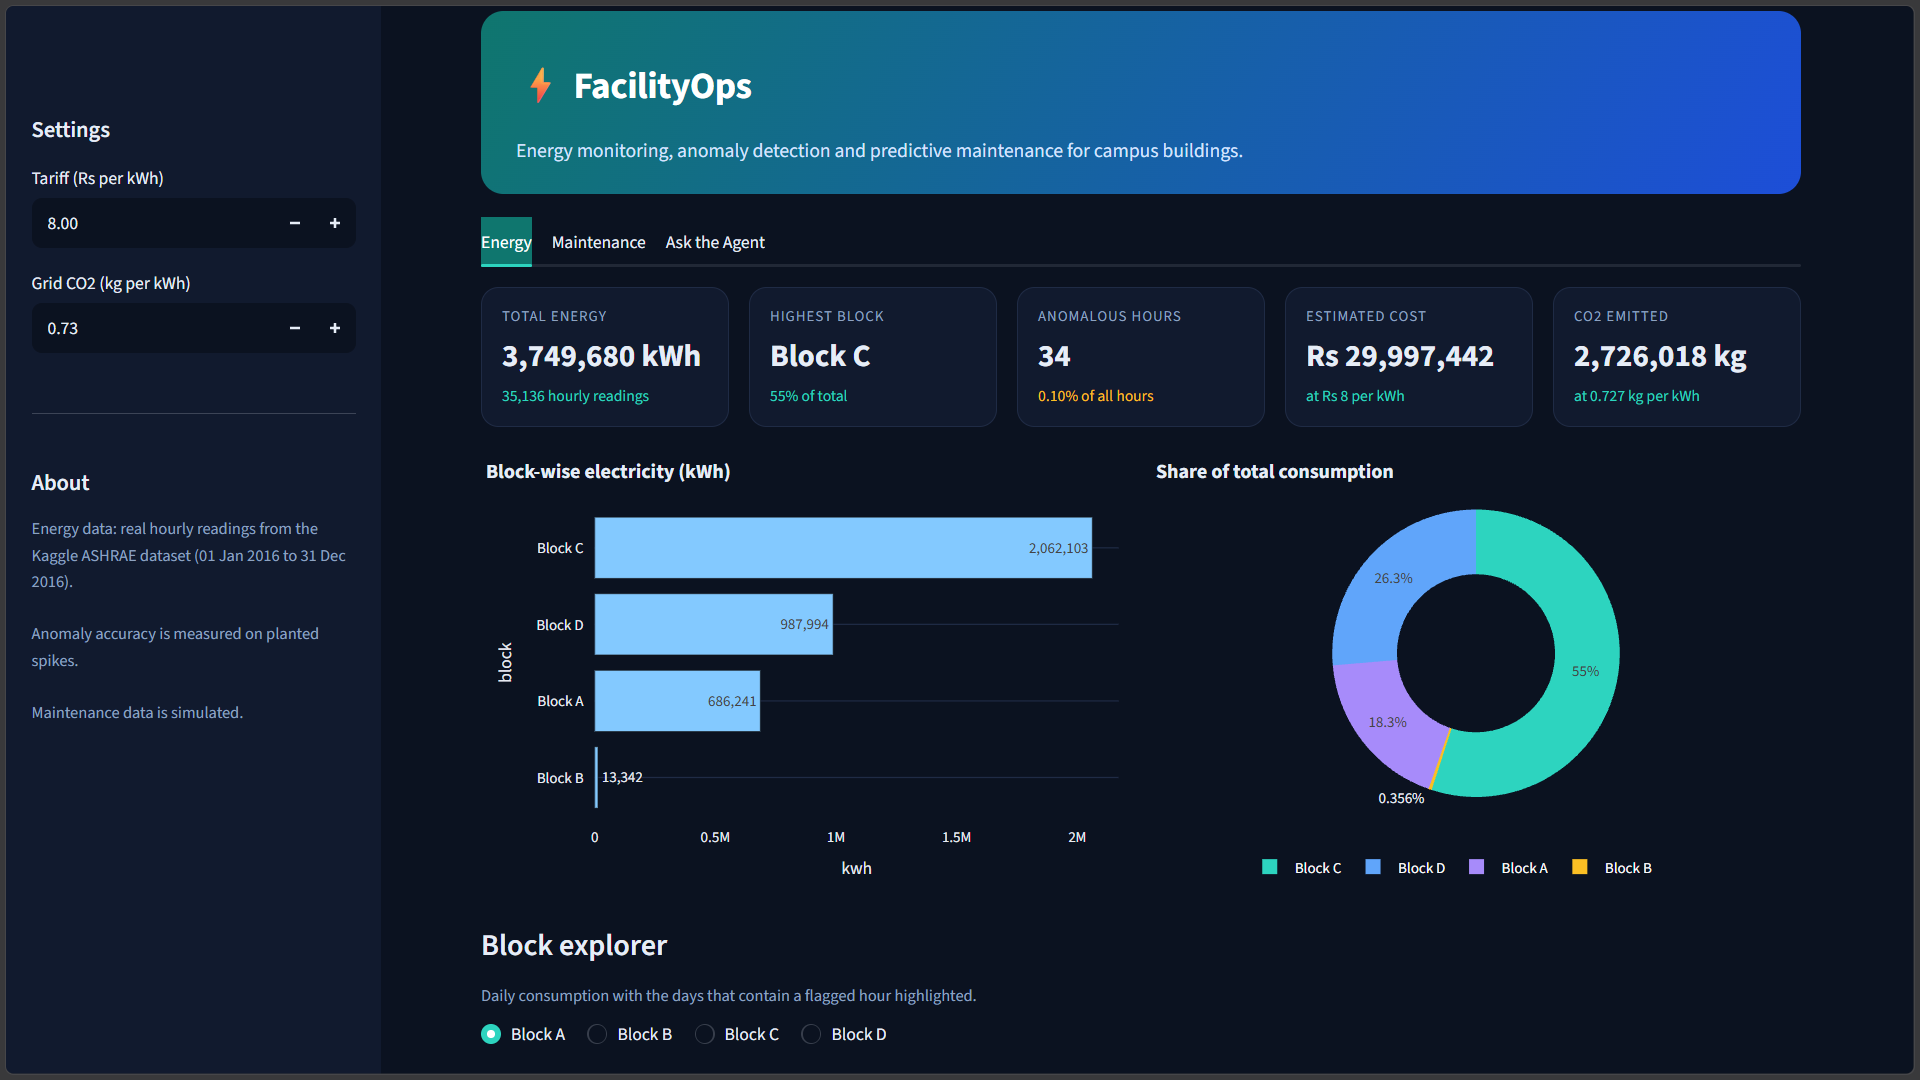 Settings
Tariff (Rs per kWh)
8.00
Grid CO2 (kg per kWh)
0.73
About
Energy data: real hourly readings from the
Kaggle ASHRAE dataset (01 Jan 2016 to 31 Dec
2016).
Anomaly accuracy is measured on planted
spikes.
Maintenance data is simulated.
FacilityOps
Energy monitoring, anomaly detection and predictive maintenance for campus buildings.
Energy Maintenance Ask the Agent
TOTAL ENERGY
3,749,680 kWh
35,136 hourly readings
HIGHEST BLOCK
Block C
55% of total
ANOMALOUS HOURS
34
0.10% of all hours
ESTIMATED COST
Rs 29,997,442
at Rs 8 per kWh
CO2 EMITTED
2,726,018 kg
at 0.727 kg per kWh
Block-wise electricity (kWh)
block
Block C 2,062,103
Block D 987,994
Block A 686,241
Block B 13,342
0 0.5M 1M 1.5M 2M
kwh
Share of total consumption
26.3%
55%
18.3%
0.356%
Block C Block D Block A Block B
Block explorer
Daily consumption with the days that contain a flagged hour highlighted.
Block A Block B Block C Block D